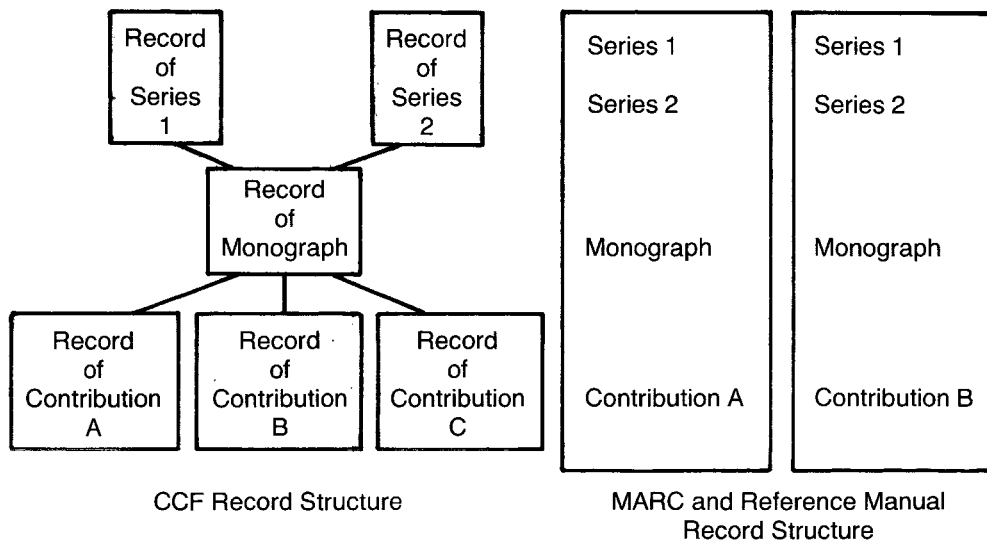 Record
of
Series
1
Record
of
Series
2
Record
of
Monograph
Record
of
Contribution
A
Record
of
Contribution
B
Record
of
Contribution
C
CCF Record Structure
Series 1
Series 2
Monograph
Contribution A
Series 1
Series 2
Monograph
Contribution B
MARC and Reference Manual
Record Structure